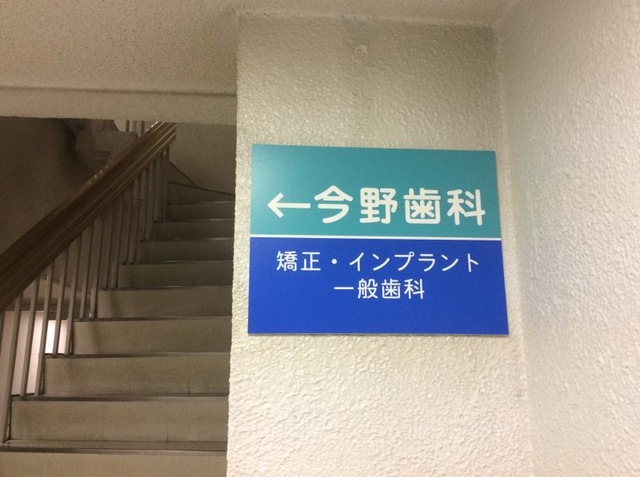 ←今野歯科
矯正・インプラント
一般歯科